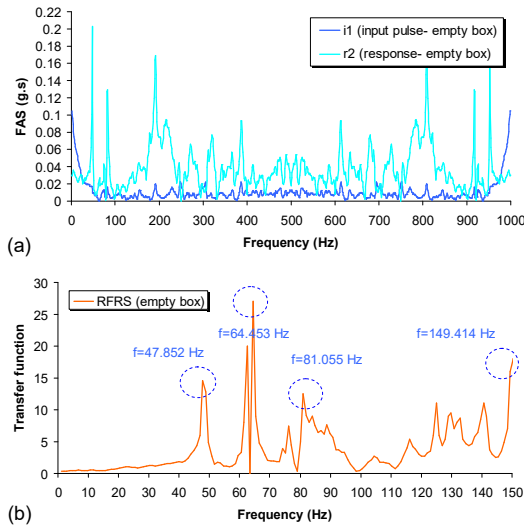 0.22
0.2
0.18
0.16
0.14
0.12
0.1
0.08
0.06
0.04
0.02
0
FAS (g.s)
i1 (input pulse- empty box)
r2 (response- empty box)
0 100 200 300 400 500 600 700 800 900 1000
Frequency (Hz)
(a)
30
25
20
15
10
5
0
Transfer function
RFRS (empty box)
f=47.852 Hz
f=64.453 Hz
f=81.055 Hz
f=149.414 Hz
0 10 20 30 40 50 60 70 80 90 100 110 120 130 140 150
Frequency (Hz)
(b)